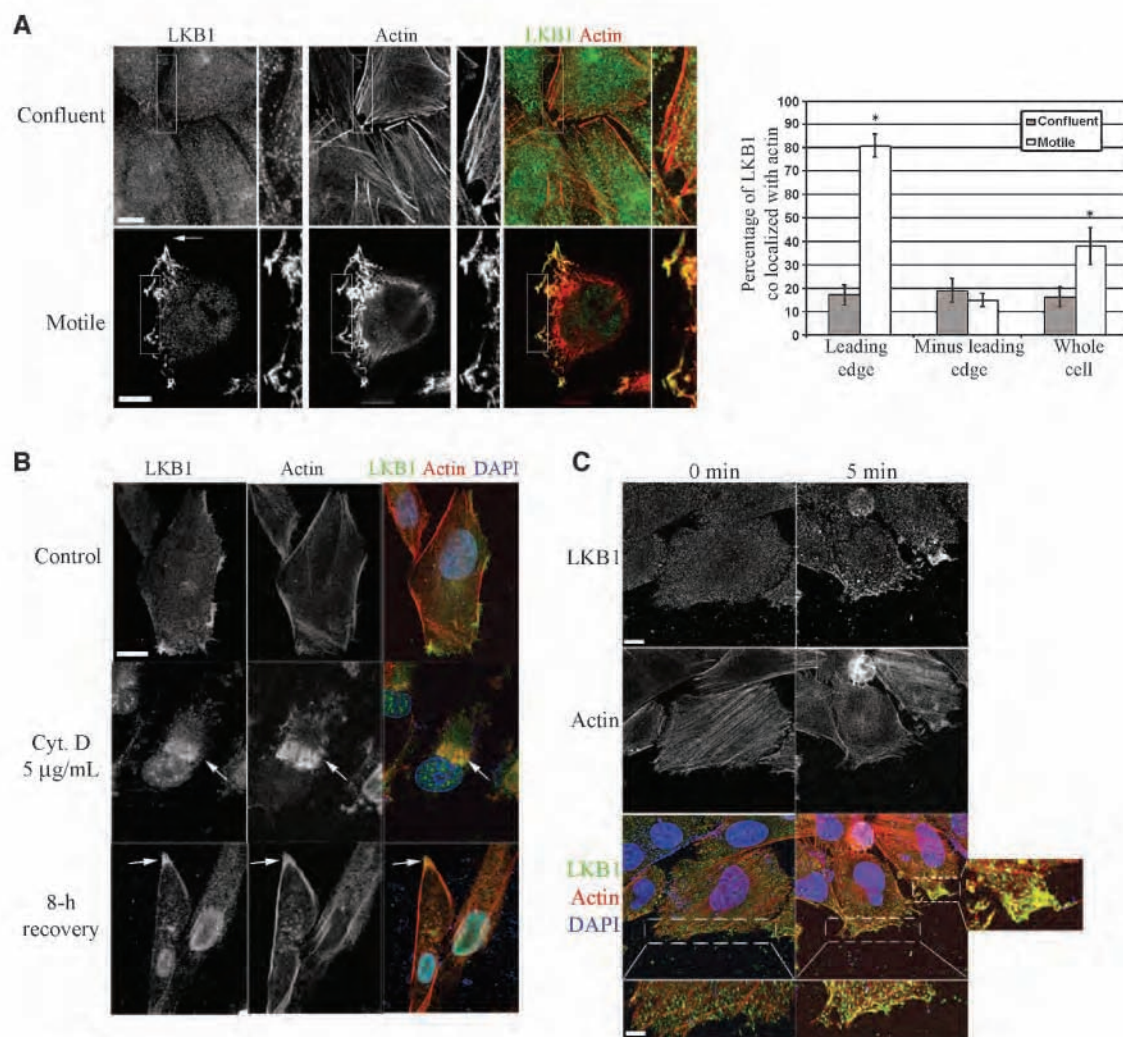 A
LKB1 Actin LKB1 Actin
Confluent
Motile
Percentage of LKB1
co localized with actin
100
90
80
70
60
50
40
30
20
10
0
Confluent
Motile
*
*
Leading
edge
Minus leading
edge
Whole
cell
B
LKB1 Actin LKB1 Actin DAPI
Control
Cyt. D
5 μg/mL
8-h
recovery
C
0 min 5 min
LKB1
Actin
LKB1
Actin
DAPI